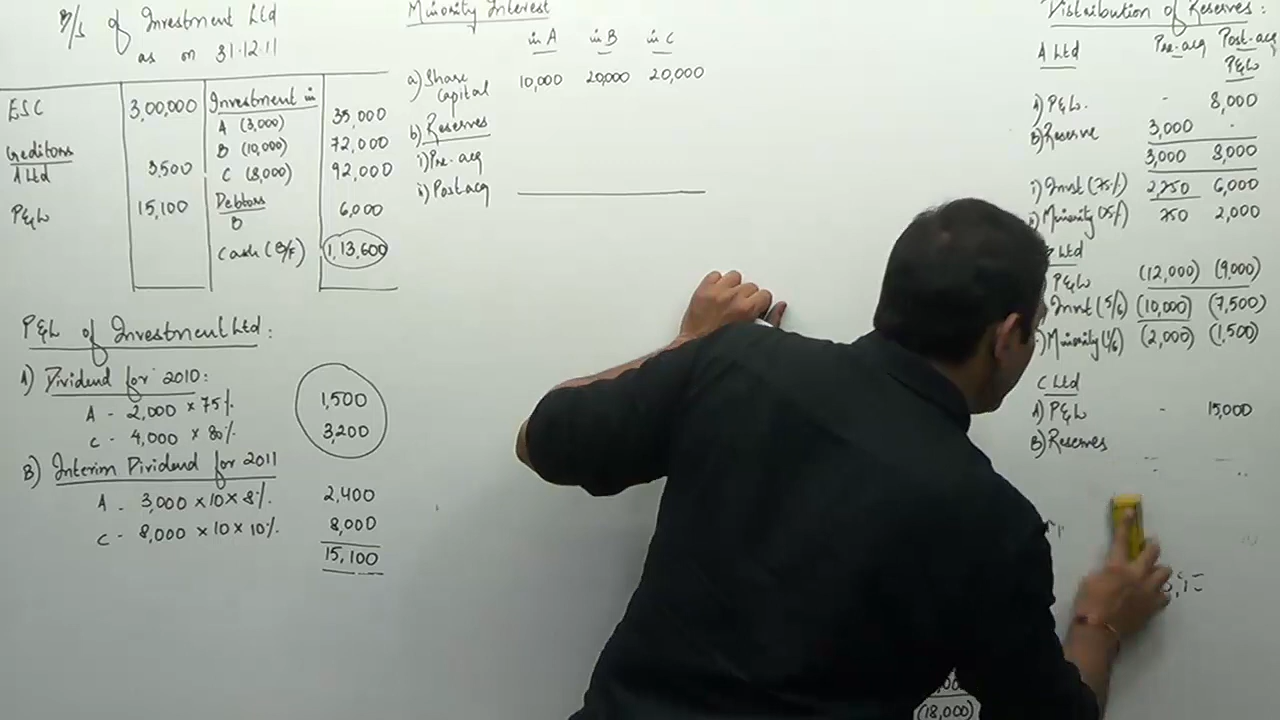 B/S of Investment Ltd
as on 31.12.11
ESC 3,00,000 Investment in
A (3,000) 35,000
Creditors B (10,000) 72,000
A Ltd 3,500 C (8,000) 92,000
P&L 15,100 Debtors
B 6,000
Cash (B/F) 1,13,600
P&L of Investment Ltd:
A) Dividend for 2010:
A - 2,000 × 75% 1,500
C - 4,000 × 80% 3,200
B) Interim Dividend for 2011
A - 3,000 × 10 × 8% 2,400
C - 8,000 × 10 × 10% 8,000
15,100
Minority Interest
in A in B in C
a) Share Capital 10,000 20,000 20,000
b) Reserves
i) Pre-acq
ii) Post acq
Distribution of Reserves:
A Ltd Pre-acq Post-acq
P&L
A) P&L. - 8,000
B) Reserve 3,000 -
3,000 8,000
i) Invst (75%) 2,250 6,000
Minority (25%) 750 2,000
Ltd
P&L (12,000) (9,000)
Invst (5/6) (10,000) (7,500)
Minority (1/6) (2,000) (1,500)
C Ltd
A) P&L - 15,000
B) Reserves
(18,000)